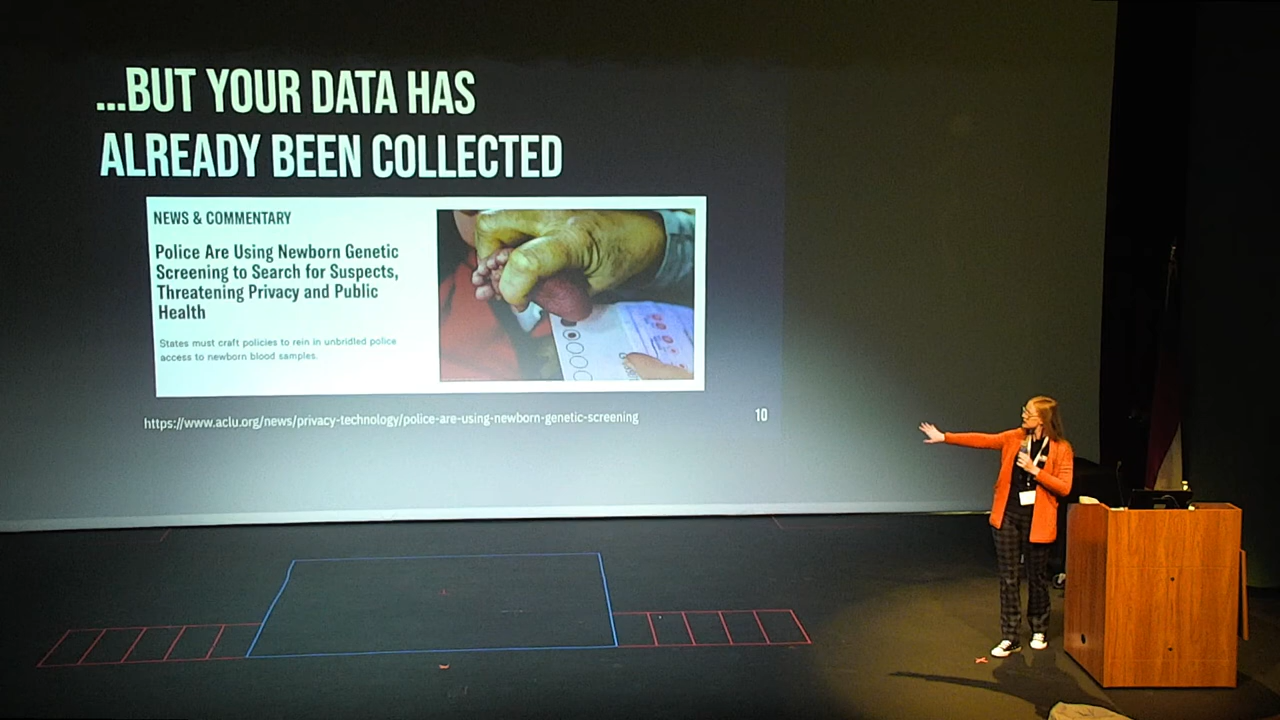 ...BUT YOUR DATA HAS
ALREADY BEEN COLLECTED
NEWS & COMMENTARY
Police Are Using Newborn Genetic
Screening to Search for Suspects,
Threatening Privacy and Public
Health
States must craft policies to rein in unbridled police
access to newborn blood samples.
https://www.aclu.org/news/privacy-technology/police-are-using-newborn-genetic-screening
10